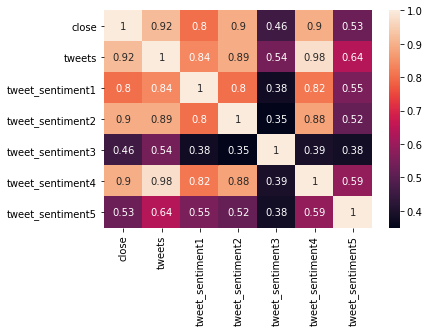 close 1 0.92 0.8 0.9 0.46 0.9 0.53
tweets 0.92 1 0.84 0.89 0.54 0.98 0.64
tweet_sentiment1 0.8 0.84 1 0.8 0.38 0.82 0.55
tweet_sentiment2 0.9 0.89 0.8 1 0.35 0.88 0.52
tweet_sentiment3 0.46 0.54 0.38 0.35 1 0.39 0.38
tweet_sentiment4 0.9 0.98 0.82 0.88 0.39 1 0.59
tweet_sentiment5 0.53 0.64 0.55 0.52 0.38 0.59 1
close
tweets
tweet_sentiment1
tweet_sentiment2
tweet_sentiment3
tweet_sentiment4
tweet_sentiment5
1.0
0.9
0.8
0.7
0.6
0.5
0.4